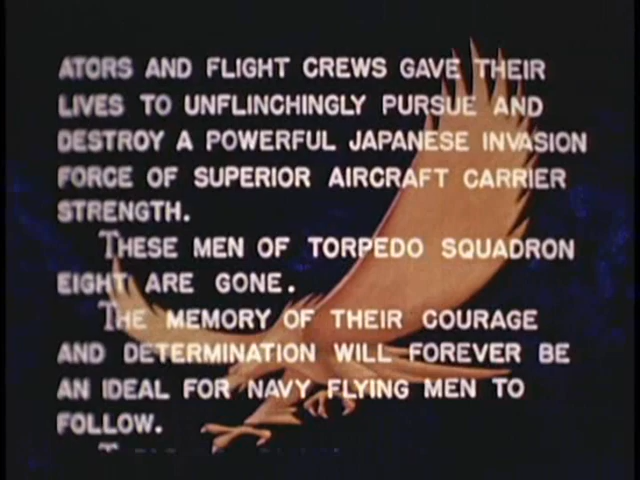 ATORS AND FLIGHT CREWS GAVE THEIR
LIVES TO UNFLINCHINGLY PURSUE AND
DESTROY A POWERFUL JAPANESE INVASION
FORCE OF SUPERIOR AIRCRAFT CARRIER
STRENGTH.
THESE MEN OF TORPEDO SQUADRON
EIGHT ARE GONE.
THE MEMORY OF THEIR COURAGE
AND DETERMINATION WILL FOREVER BE
AN IDEAL FOR NAVY FLYING MEN TO
FOLLOW.